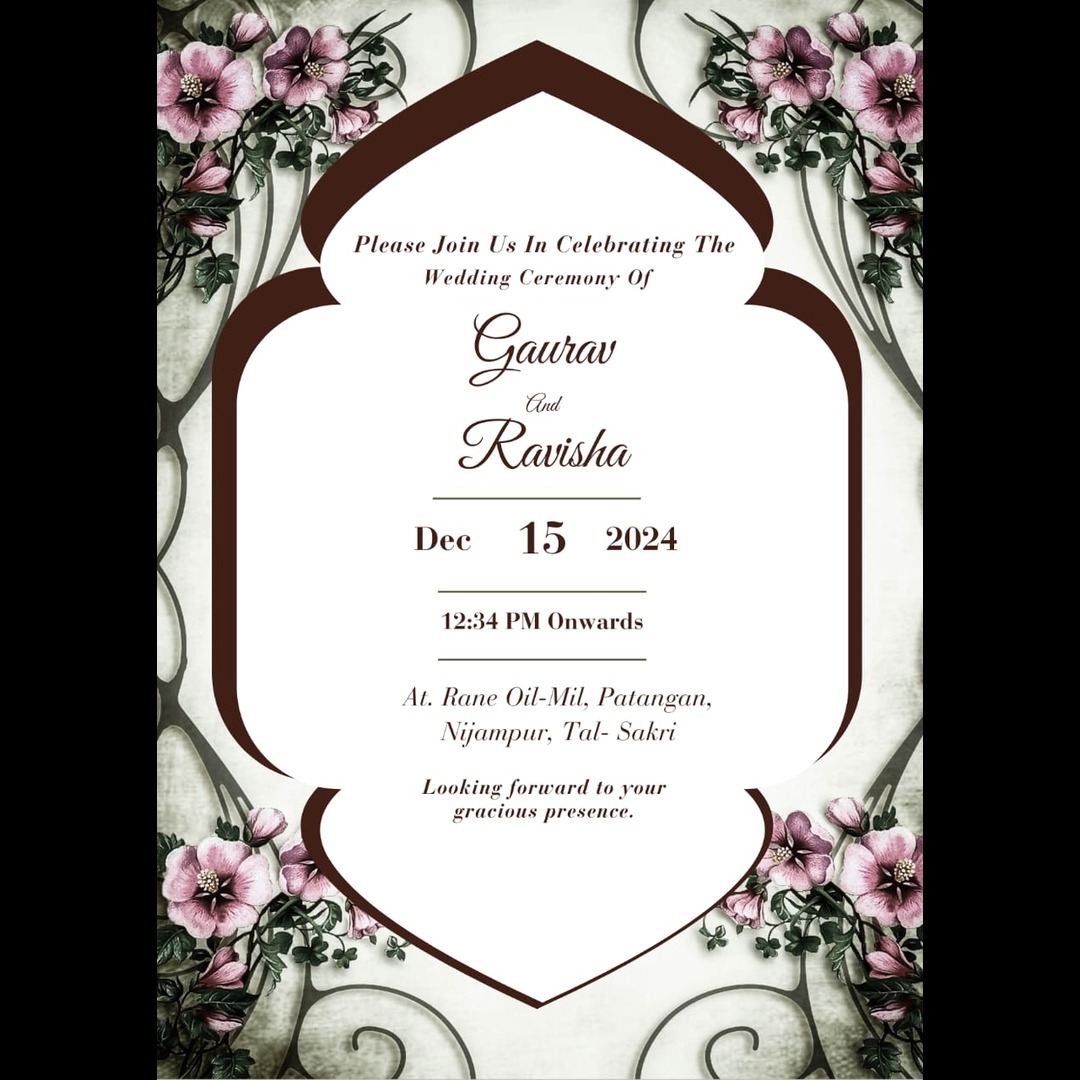 Please Join Us In Celebrating The
Wedding Ceremony Of
Gaurav
And
Ravisha
Dec 15 2024
12:34 PM Onwards
At. Rane Oil-Mil, Patangan,
Nijampur, Tal- Sakri
Looking forward to your
gracious presence.